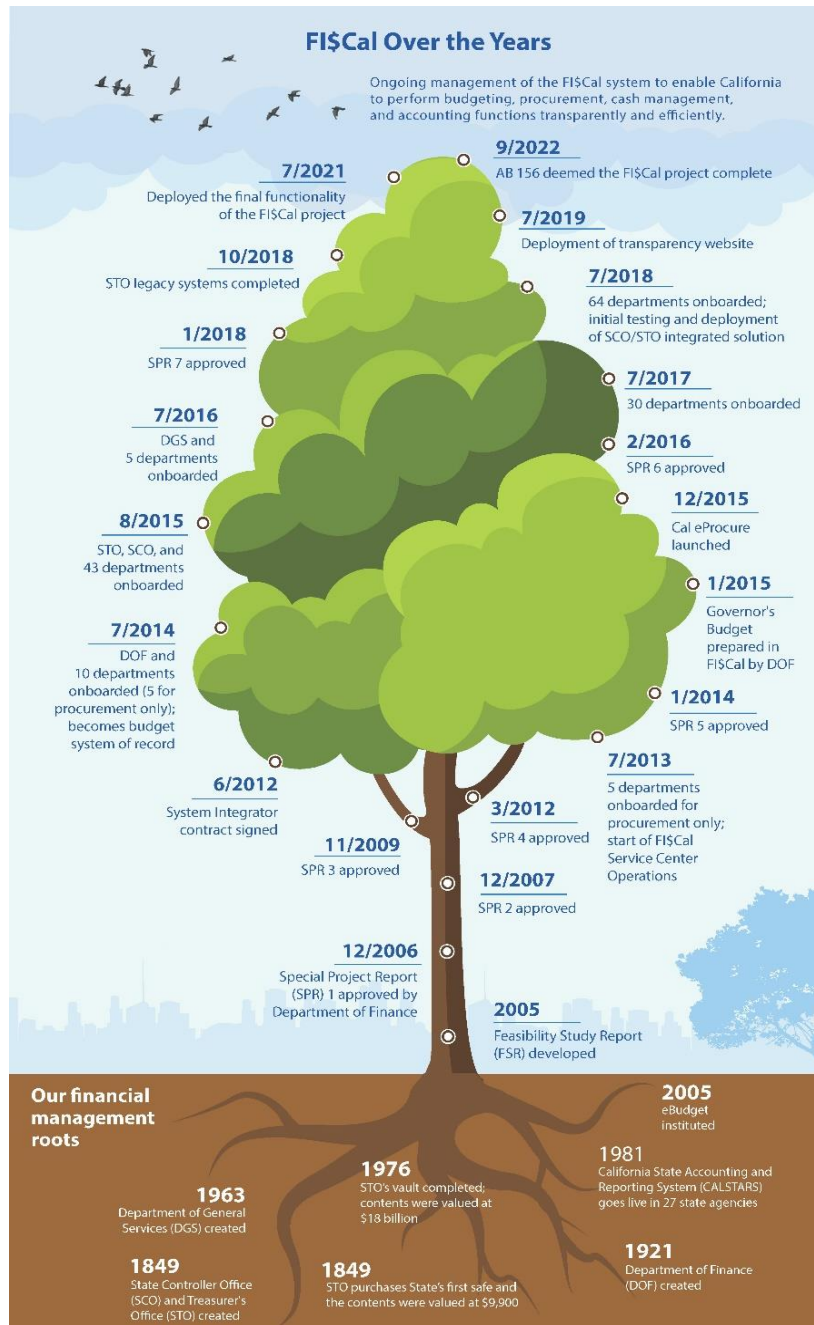 FI$Cal Over the Years
Ongoing management of the FI$Cal system to enable California
to perform budgeting, procurement, cash management,
and accounting functions transparently and efficiently.
9/2022
AB 156 deemed the FI$Cal project complete
7/2021
Deployed the final functionality
of the FI$Cal project
7/2019
Deployment of transparency website
10/2018
STO legacy systems completed
7/2018
64 departments onboarded;
initial testing and deployment
of SCO/STO integrated solution
1/2018
SPR 7 approved
7/2017
30 departments onboarded
7/2016
DGS and
5 departments
onboarded
2/2016
SPR 6 approved
12/2015
Cal eProcure
launched
8/2015
STO, SCO, and
43 departments
onboarded
1/2015
Governor's
Budget
prepared in
FI$Cal by DOF
7/2014
DOF and
10 departments
onboarded (5 for
procurement only);
becomes budget
system of record
1/2014
SPR 5 approved
7/2013
5 departments
onboarded for
procurement only;
start of FI$Cal
Service Center
Operations
6/2012
System Integrator
contract signed
3/2012
SPR 4 approved
11/2009
SPR 3 approved
12/2007
SPR 2 approved
12/2006
Special Project Report
(SPR) 1 approved by
Department of Finance
2005
Feasibility Study Report
(FSR) developed
Our financial
management
roots
2005
eBudget
instituted
1981
California State Accounting and
Reporting System (CALSTARS)
goes live in 27 state agencies
1976
STO's vault completed;
contents were valued at
$18 billion
1963
Department of General
Services (DGS) created
1921
Department of Finance
(DOF) created
1849
State Controller Office
(SCO) and Treasurer's
Office (STO) created
1849
STO purchases State's first safe and
the contents were valued at $9,900